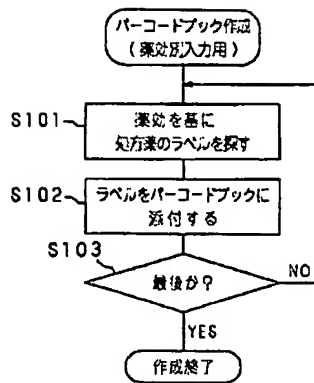 バーコードブック作成
(薬効別入力用)
S101
薬効を基に
処方薬のラベルを探す
S102
ラベルをバーコードブックに
添付する
S103
最後か?
NO
YES
作成終了